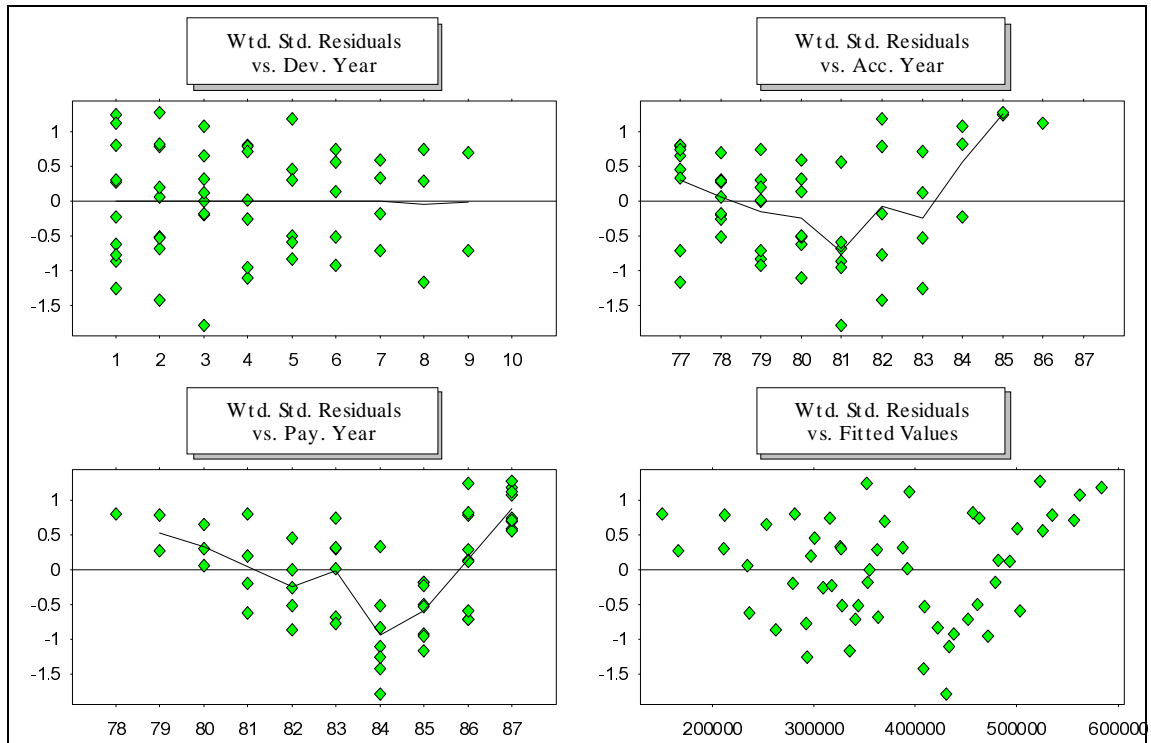 Wtd. Std. Residuals
vs. Dev. Year
1
0.5
0
-0.5
-1
-1.5
1 2 3 4 5 6 7 8 9 10
Wtd. Std. Residuals
vs. Acc. Year
1
0.5
0
-0.5
-1
-1.5
77 78 79 80 81 82 83 84 85 86 87
Wtd. Std. Residuals
vs. Pay. Year
1
0.5
0
-0.5
-1
-1.5
78 79 80 81 82 83 84 85 86 87
Wtd. Std. Residuals
vs. Fitted Values
1
0.5
0
-0.5
-1
-1.5
200000 300000 400000 500000 600000